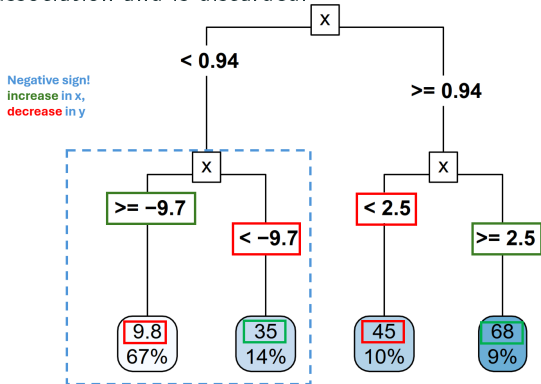 x
< 0.94
Negative sign!
increase in x,
decrease in y
>= 0.94
x
x
>= −9.7
< −9.7
< 2.5
>= 2.5
9.8
67%
35
14%
45
10%
68
9%